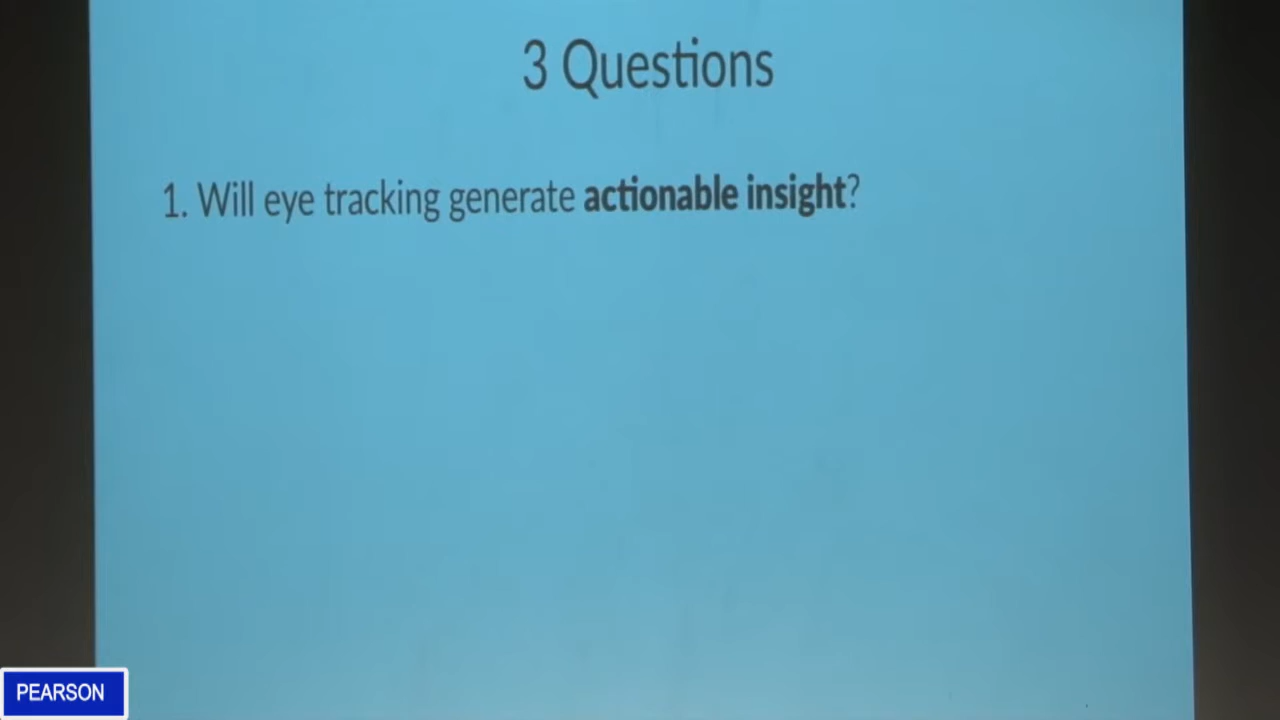 3 Questions
1. Will eye tracking generate actionable insight?
PEARSON